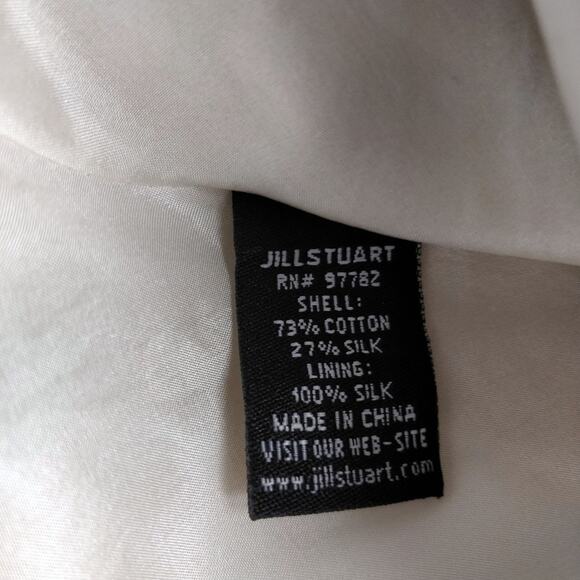 JILLSTUART
RN# 97782
SHELL:
73% COTTON
27% SILK
LINING:
100% SILK
MADE IN CHINA
VISIT OUR WEB-SITE
www.jillstuart.com